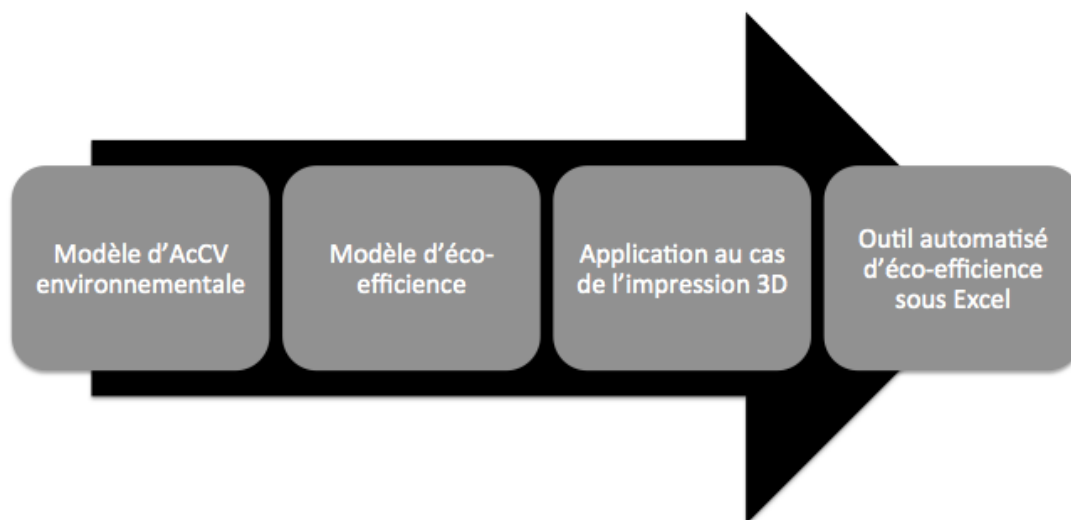 Modèle d'AcCV
environnementale
Modèle d'éco-
efficience
Application au cas
de l'impression 3D
Outil automatisé
d'éco-efficience
sous Excel